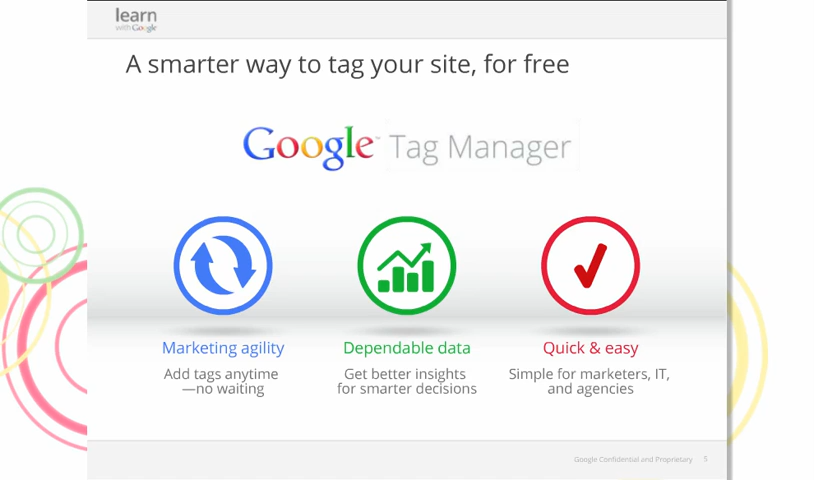 learn
with Google
A smarter way to tag your site, for free
Google™ Tag Manager
Marketing agility
Add tags anytime
—no waiting
Dependable data
Get better insights
for smarter decisions
Quick & easy
Simple for marketers, IT,
and agencies
Google Confidential and Proprietary 5